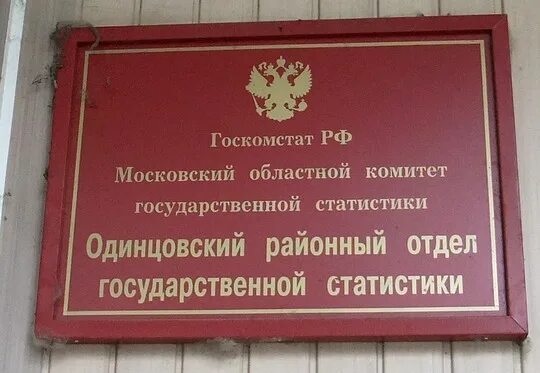 Госкомстат РФ
Московский областной комитет
государственной статистики
Одинцовский районный отдел
государственной статистики